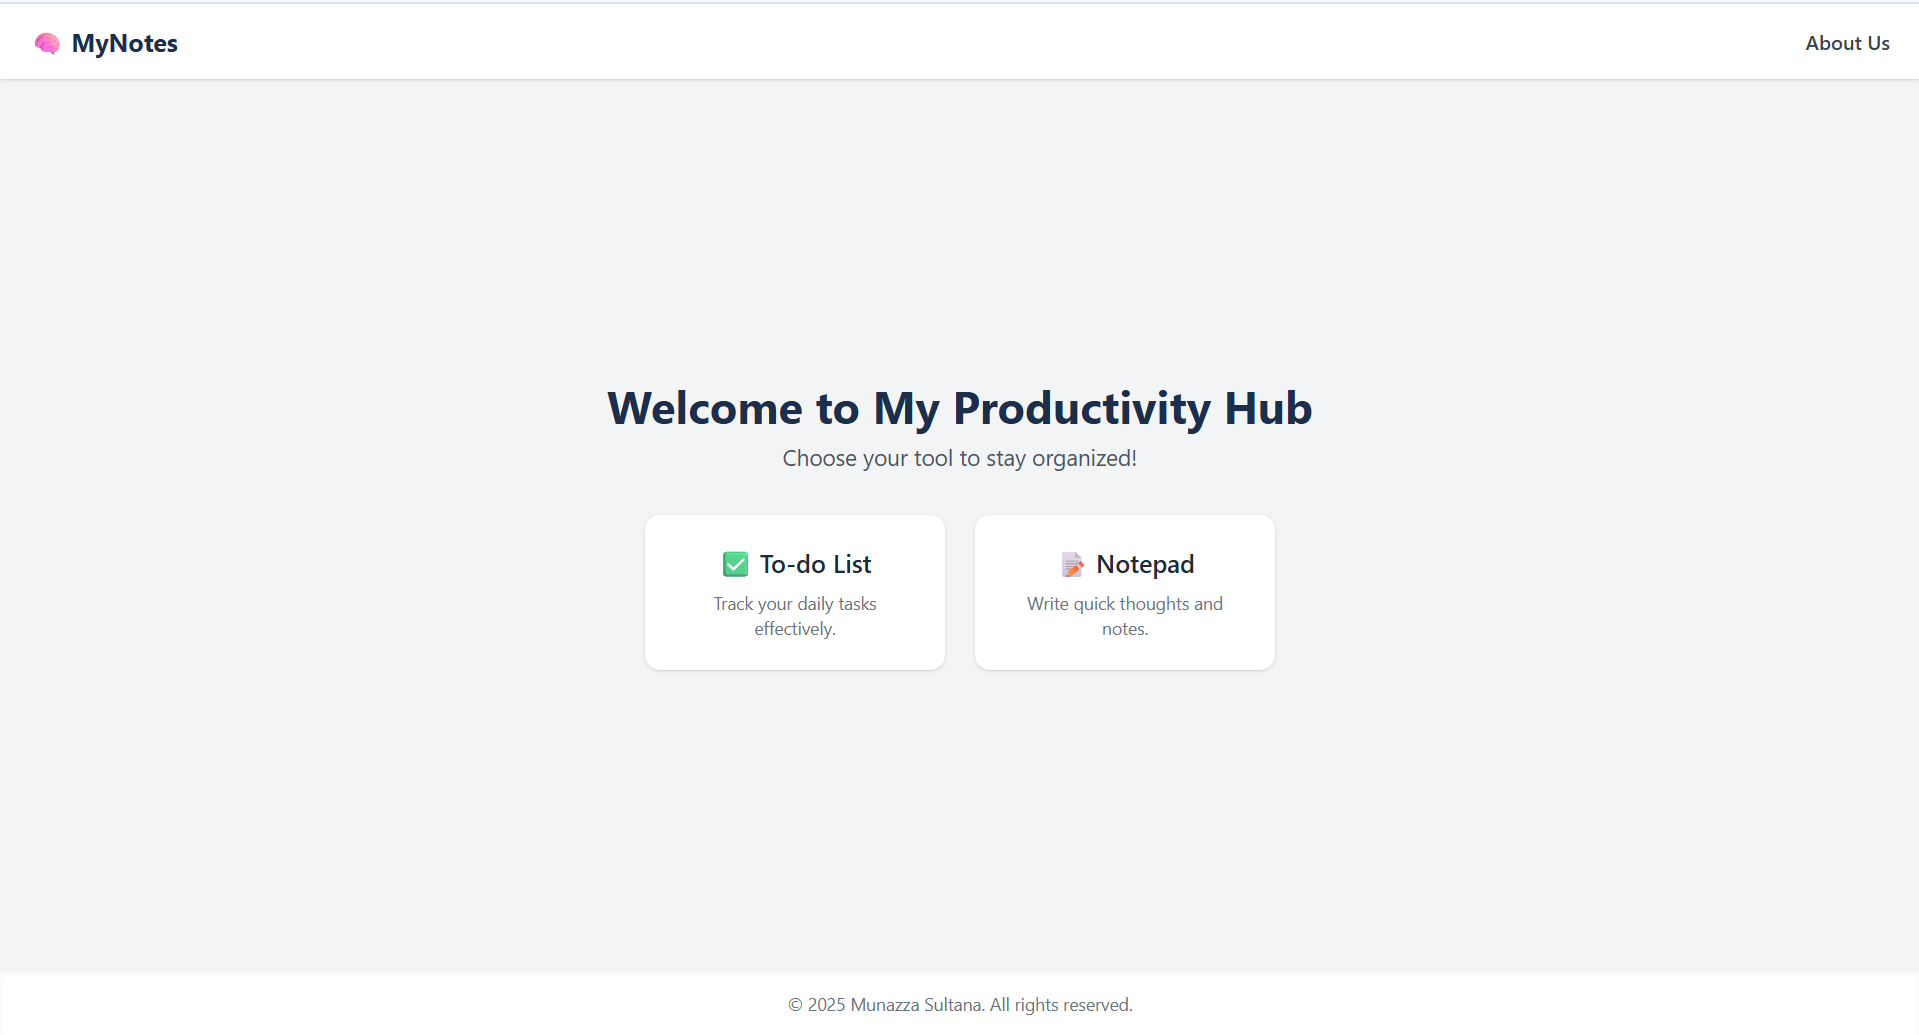 MyNotes
About Us
Welcome to My Productivity Hub
Choose your tool to stay organized!
To-do List
Track your daily tasks
effectively.
Notepad
Write quick thoughts and
notes.
© 2025 Munazza Sultana. All rights reserved.